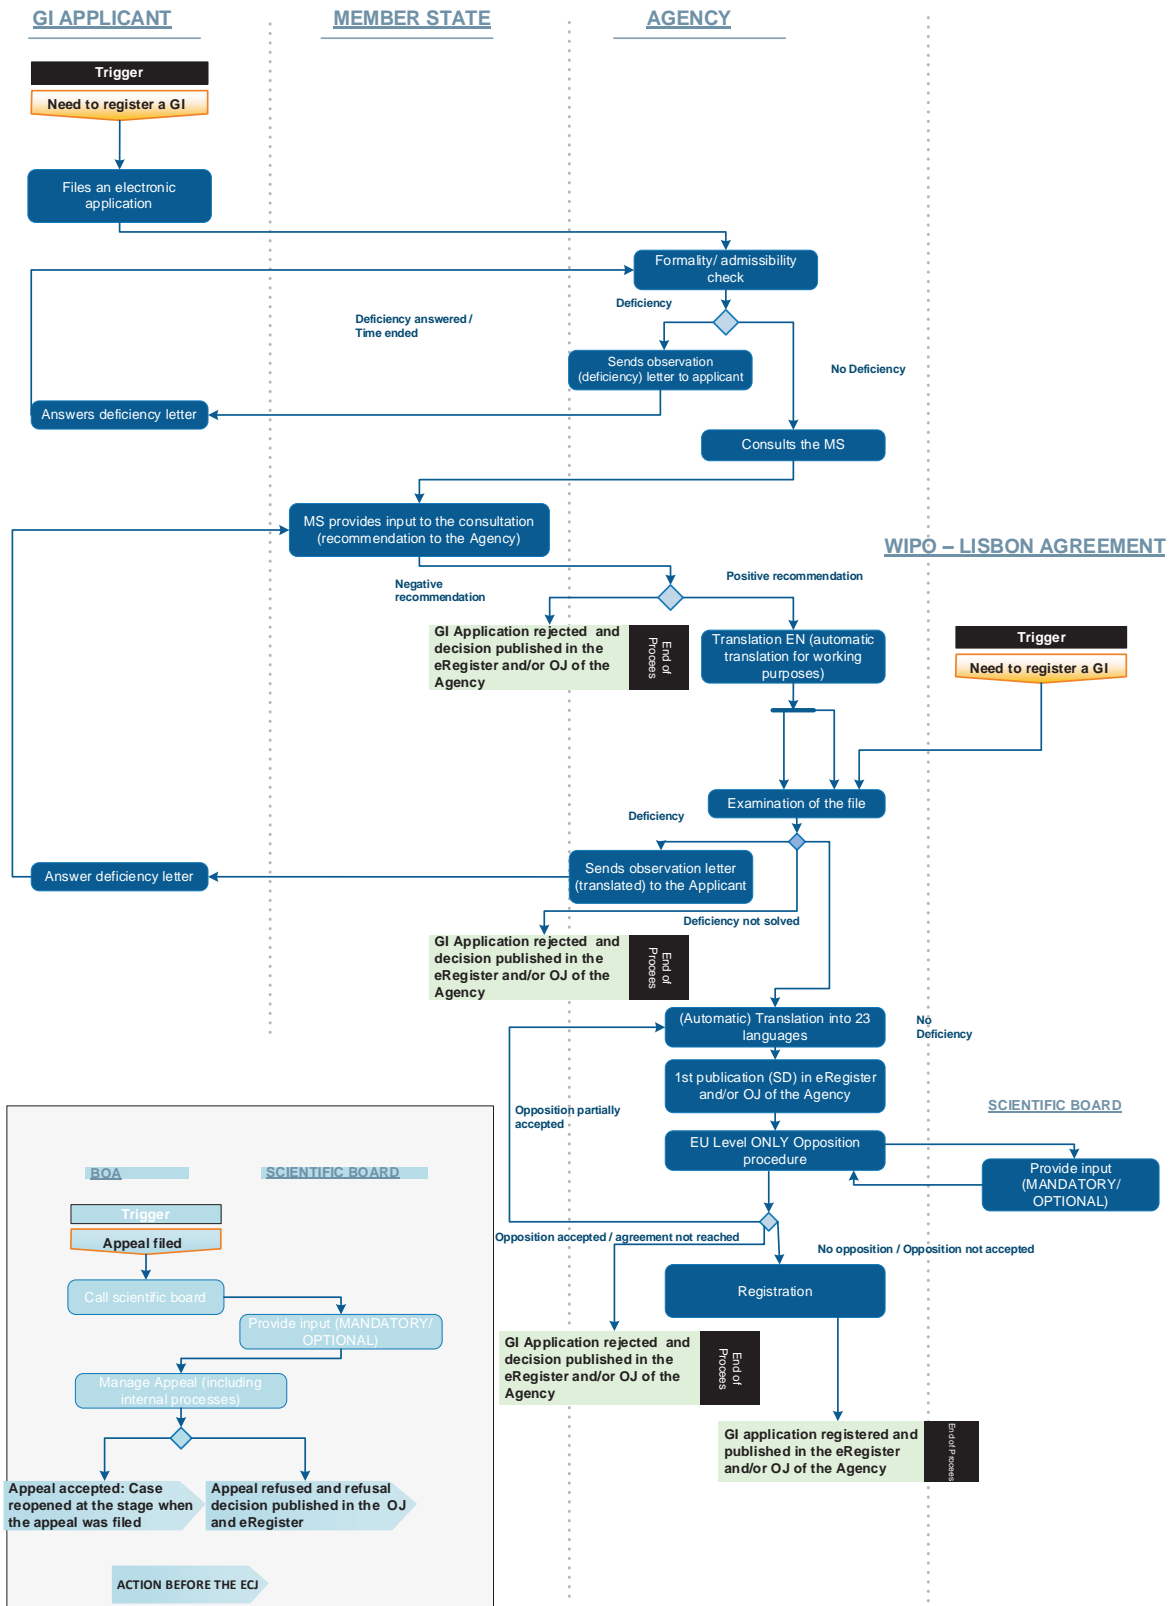 GI APPLICANT
MEMBER STATE
AGENCY
Trigger
Need to register a GI
Files an electronic
application
Formality/ admissibility
check
Deficiency
Deficiency answered /
Time ended
Sends observation
(deficiency) letter to applicant
No Deficiency
Answers deficiency letter
Consults the MS
MS provides input to the consultation
(recommendation to the Agency)
WIPO – LISBON AGREEMENT
Negative
recommendation
Positive recommendation
GI Application rejected and
decision published in the
eRegister and/or OJ of the
Agency
End of
Procees
Translation EN (automatic
translation for working
purposes)
Trigger
Need to register a GI
Examination of the file
Deficiency
Answer deficiency letter
Sends observation letter
(translated) to the Applicant
Deficiency not solved
GI Application rejected and
decision published in the
eRegister and/or OJ of the
Agency
End of
Procees
(Automatic) Translation into 23
languages
No
Deficiency
1st publication (SD) in eRegister
and/or OJ of the Agency
Opposition partially
accepted
SCIENTIFIC BOARD
EU Level ONLY Opposition
procedure
Provide input
(MANDATORY/
OPTIONAL)
Opposition accepted / agreement not reached
No opposition / Opposition not accepted
Registration
GI Application rejected and
decision published in the
eRegister and/or OJ of the
Agency
End of
Procees
GI application registered and
published in the eRegister
and/or OJ of the Agency
End of Procees
BOA
SCIENTIFIC BOARD
Trigger
Appeal filed
Call scientific board
Provide input (MANDATORY/
OPTIONAL)
Manage Appeal (including
internal processes)
Appeal accepted: Case
reopened at the stage when
the appeal was filed
Appeal refused and refusal
decision published in the OJ
and eRegister
ACTION BEFORE THE ECJ